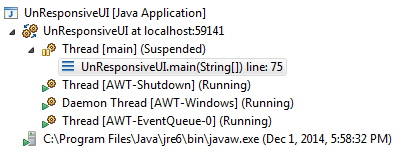 UnResponsiveUI [Java Application]
UnResponsiveUI at localhost:59141
Thread [main] (Suspended)
UnResponsiveUI.main(String[]) line: 75
Thread [AWT-Shutdown] (Running)
Daemon Thread [AWT-Windows] (Running)
Thread [AWT-EventQueue-0] (Running)
C:\Program Files\Java\jre6\bin\javaw.exe (Dec 1, 2014, 5:58:32 PM)